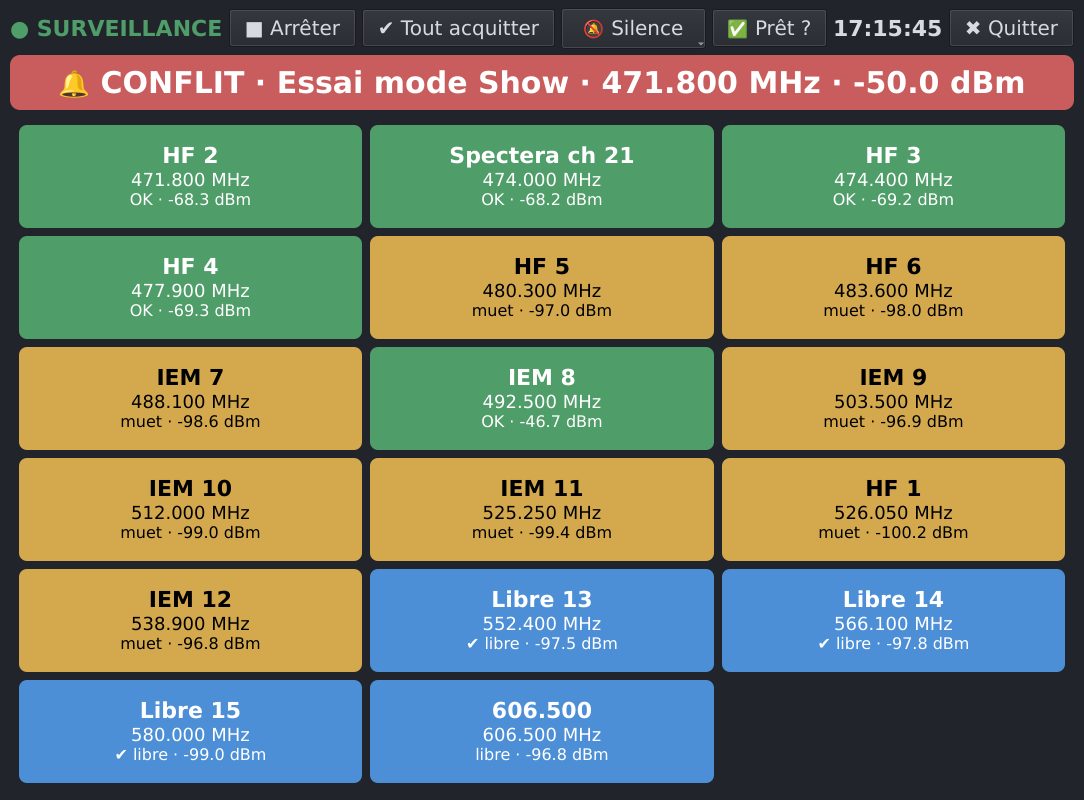 ● SURVEILLANCE ■ Arrêter ✔ Tout acquitter 🔕 Silence ✅ Prêt ? 17:15:45 ✖ Quitter
🔔 CONFLIT · Essai mode Show · 471.800 MHz · -50.0 dBm
HF 2
471.800 MHz
OK · -68.3 dBm
Spectera ch 21
474.000 MHz
OK · -68.2 dBm
HF 3
474.400 MHz
OK · -69.2 dBm
HF 4
477.900 MHz
OK · -69.3 dBm
HF 5
480.300 MHz
muet · -97.0 dBm
HF 6
483.600 MHz
muet · -98.0 dBm
IEM 7
488.100 MHz
muet · -98.6 dBm
IEM 8
492.500 MHz
OK · -46.7 dBm
IEM 9
503.500 MHz
muet · -96.9 dBm
IEM 10
512.000 MHz
muet · -99.0 dBm
IEM 11
525.250 MHz
muet · -99.4 dBm
HF 1
526.050 MHz
muet · -100.2 dBm
IEM 12
538.900 MHz
muet · -96.8 dBm
Libre 13
552.400 MHz
✔ libre · -97.5 dBm
Libre 14
566.100 MHz
✔ libre · -97.8 dBm
Libre 15
580.000 MHz
✔ libre · -99.0 dBm
606.500
606.500 MHz
libre · -96.8 dBm